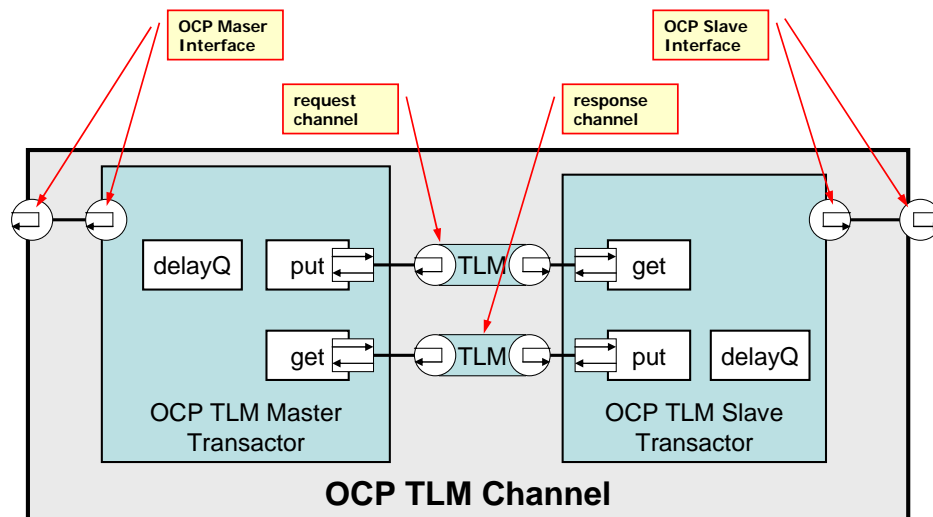 OCP Maser
Interface
OCP Slave
Interface
request
channel
response
channel
delayQ
put
TLM
get
get
TLM
put
delayQ
OCP TLM Master
Transactor
OCP TLM Slave
Transactor
OCP TLM Channel